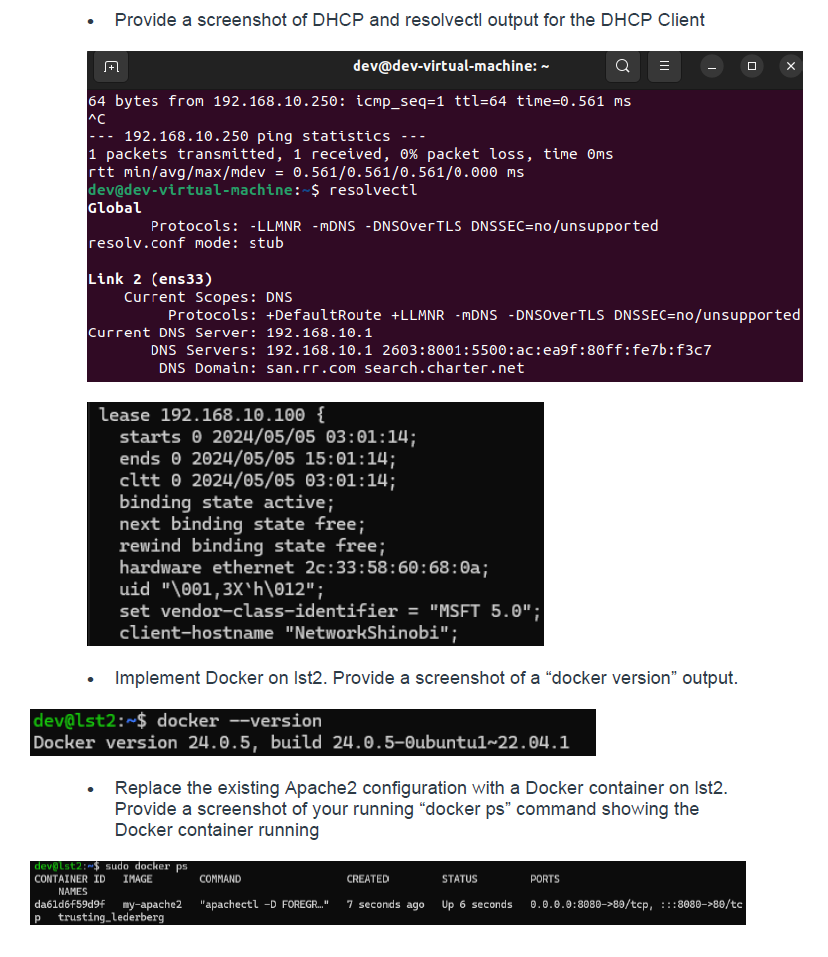 • Provide a screenshot of DHCP and resolvectl output for the DHCP Client
dev@dev-virtual-machine: ~
64 bytes from 192.168.10.250: icmp_seq=1 ttl=64 time=0.561 ms
^C
--- 192.168.10.250 ping statistics ---
1 packets transmitted, 1 received, 0% packet loss, time 0ms
rtt min/avg/max/mdev = 0.561/0.561/0.561/0.000 ms
dev@dev-virtual-machine:~$ resolvectl
Global
Protocols: -LLMNR -mDNS -DNSOverTLS DNSSEC=no/unsupported
resolv.conf mode: stub
Link 2 (ens33)
Current Scopes: DNS
Protocols: +DefaultRoute +LLMNR -mDNS -DNSOverTLS DNSSEC=no/unsupported
Current DNS Server: 192.168.10.1
DNS Servers: 192.168.10.1 2603:8001:5500:ac:ea9f:80ff:fe7b:f3c7
DNS Domain: san.rr.com search.charter.net
lease 192.168.10.100 {
starts 0 2024/05/05 03:01:14;
ends 0 2024/05/05 15:01:14;
cltt 0 2024/05/05 03:01:14;
binding state active;
next binding state free;
rewind binding state free;
hardware ethernet 2c:33:58:60:68:0a;
uid "\001,3X`h\012";
set vendor-class-identifier = "MSFT 5.0";
client-hostname "NetworkShinobi";
• Implement Docker on lst2. Provide a screenshot of a “docker version” output.
dev@lst2:~$ docker --version
Docker version 24.0.5, build 24.0.5-0ubuntu1~22.04.1
• Replace the existing Apache2 configuration with a Docker container on lst2.
Provide a screenshot of your running “docker ps” command showing the
Docker container running
dev@lst2:~$ sudo docker ps
CONTAINER ID IMAGE COMMAND CREATED STATUS PORTS
NAMES
da61d6f59d9f my-apache2 "apachectl -D FOREGR…" 7 seconds ago Up 6 seconds 0.0.0.0:8080->80/tcp, :::8080->80/tc
p trusting_lederberg